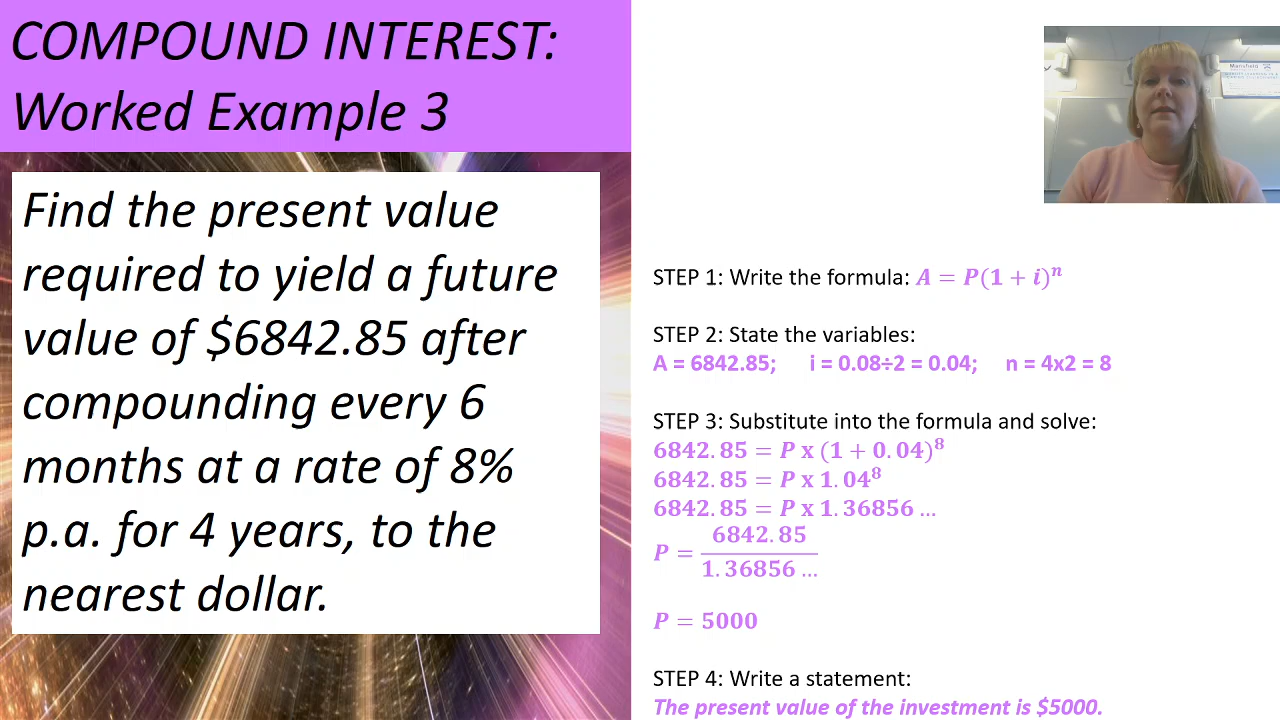 COMPOUND INTEREST:
Worked Example 3
Find the present value
required to yield a future
value of $6842.85 after
compounding every 6
months at a rate of 8%
p.a. for 4 years, to the
nearest dollar.
Mansfield
STEP 1: Write the formula: A = P(1 + i)ⁿ
STEP 2: State the variables:
A = 6842.85; i = 0.08÷2 = 0.04; n = 4x2 = 8
STEP 3: Substitute into the formula and solve:
6842.85 = P x (1 + 0.04)⁸
6842.85 = P x 1.04⁸
6842.85 = P x 1.36856 ...
6842.85
P =
1.36856 ...
P = 5000
STEP 4: Write a statement:
The present value of the investment is $5000.